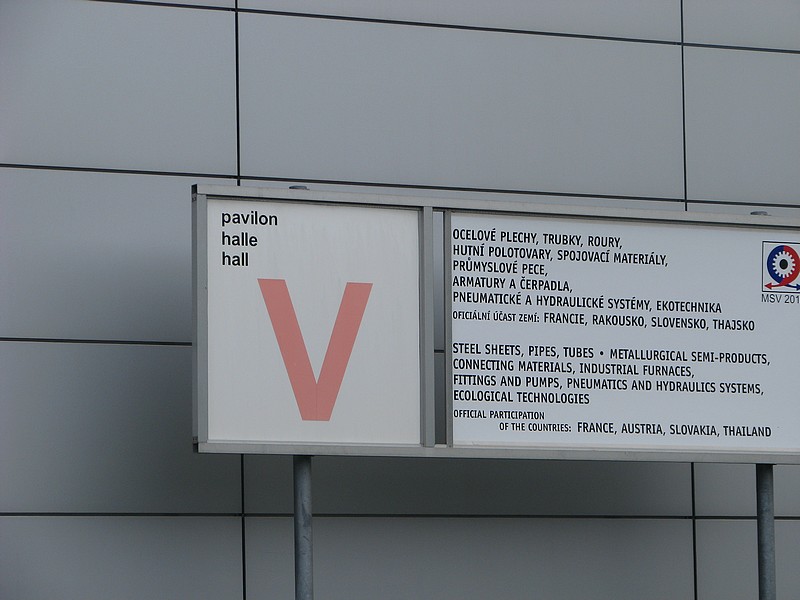 pavilon
halle
hall
V
OCELOVÉ PLECHY, TRUBKY, ROURY,
HUTNÍ POLOTOVARY, SPOJOVACÍ MATERIÁLY,
PRŮMYSLOVÉ PECE,
ARMATURY A ČERPADLA,
PNEUMATICKÉ A HYDRAULICKÉ SYSTÉMY, EKOTECHNIKA
OFICIÁLNÍ ÚČAST ZEMÍ: FRANCIE, RAKOUSKO, SLOVENSKO, THAJSKO
STEEL SHEETS, PIPES, TUBES • METALLURGICAL SEMI-PRODUCTS,
CONNECTING MATERIALS, INDUSTRIAL FURNACES,
FITTINGS AND PUMPS, PNEUMATICS AND HYDRAULICS SYSTEMS,
ECOLOGICAL TECHNOLOGIES
OFFICIAL PARTICIPATION
OF THE COUNTRIES: FRANCE, AUSTRIA, SLOVAKIA, THAILAND
MSV